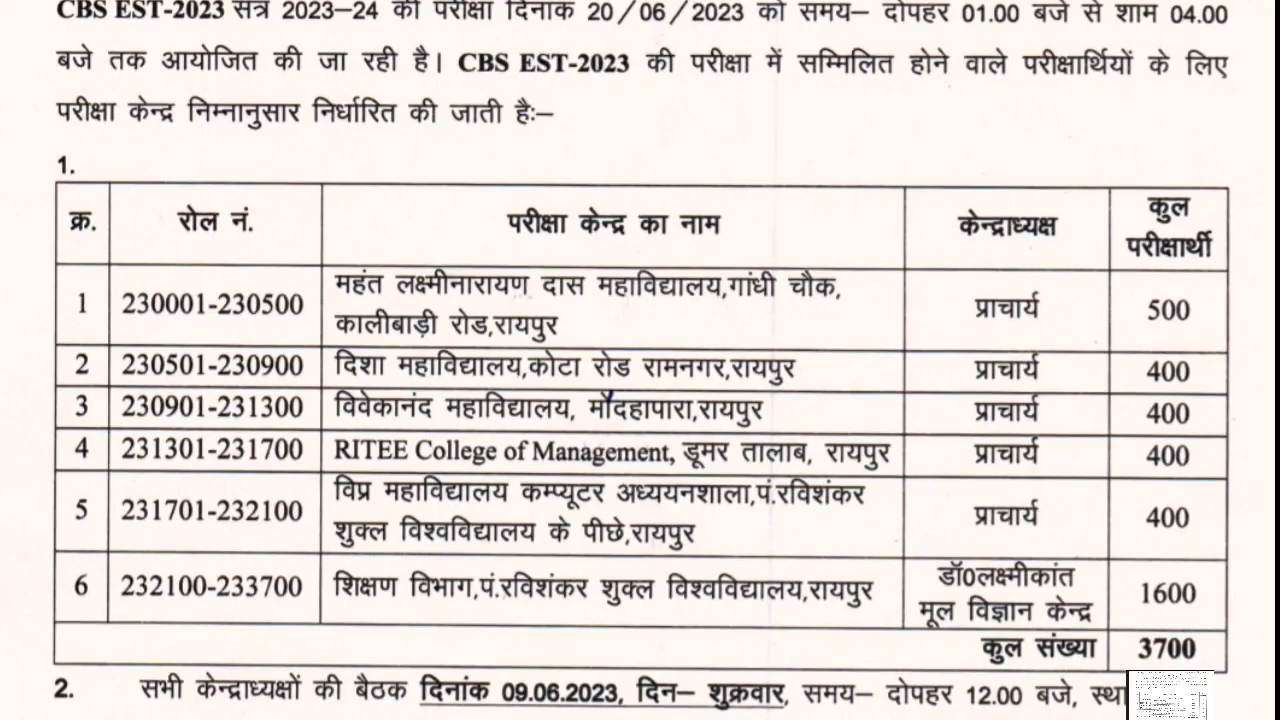 CBS EST-2023 सत्र 2023–24 की परीक्षा दिनांक 20/06/2023 को समय– दोपहर 01.00 बजे से शाम 04.00
बजे तक आयोजित की जा रही है। CBS EST-2023 की परीक्षा में सम्मिलित होने वाले परीक्षार्थियों के लिए
परीक्षा केन्द्र निम्नानुसार निर्धारित की जाती हैः–
1.
क्र. रोल नं. परीक्षा केन्द्र का नाम केन्द्राध्यक्ष कुल परीक्षार्थी
1 230001-230500 महंत लक्ष्मीनारायण दास महाविद्यालय,गांधी चौक, प्राचार्य 500
कालीबाड़ी रोड,रायपुर
2 230501-230900 दिशा महाविद्यालय,कोटा रोड रामनगर,रायपुर प्राचार्य 400
3 230901-231300 विवेकानंद महाविद्यालय, मौदहापारा,रायपुर प्राचार्य 400
4 231301-231700 RITEE College of Management, डूमर तालाब, रायपुर प्राचार्य 400
5 231701-232100 विप्र महाविद्यालय कम्प्यूटर अध्ययनशाला,पं.रविशंकर प्राचार्य 400
शुक्ल विश्वविद्यालय के पीछे,रायपुर
6 232100-233700 शिक्षण विभाग,पं.रविशंकर शुक्ल विश्वविद्यालय,रायपुर डॉ0लक्ष्मीकांत 1600
मूल विज्ञान केन्द्र
कुल संख्या 3700
2. सभी केन्द्राध्यक्षों की बैठक दिनांक 09.06.2023, दिन– शुक्रवार, समय– दोपहर 12.00 बजे,